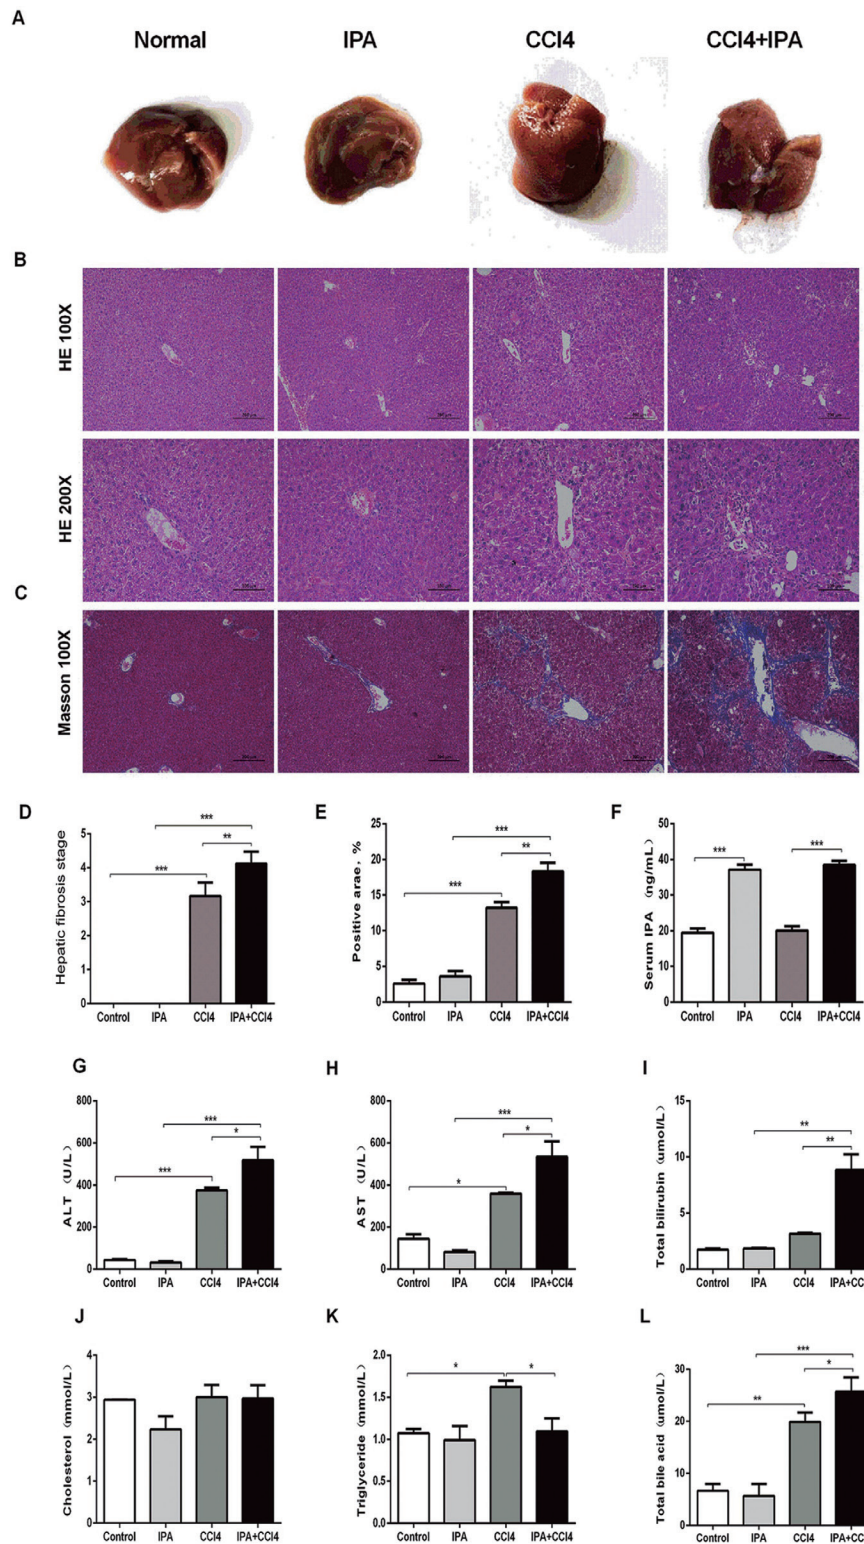 A
Normal IPA CCl4 CCl4+IPA
B
HE 100X
HE 200X
C
Masson 100X
D
Hepatic fibrosis stage
5
4
3
2
1
0
*** *** **
Control IPA CCl4 IPA+CCl4
E
Positive arae, %
25
20
15
10
5
0
*** *** **
Control IPA CCl4 IPA+CCl4
F
Serum IPA (ng/mL)
50
40
30
20
10
0
*** ***
Control IPA CCl4 IPA+CCl4
G
ALT (U/L)
800
600
400
200
0
*** *** *
Control IPA CCl4 IPA+CCl4
H
AST (U/L)
800
600
400
200
0
* *** *
Control IPA CCl4 IPA+CCl4
I
Total bilirubin (umol/L)
15
10
5
0
** **
Control IPA CCl4 IPA+CC
J
Cholesterol (mmol/L)
4
3
2
1
0
Control IPA CCl4 IPA+CCl4
K
Triglyceride (mmol/L)
2.0
1.5
1.0
0.5
0.0
* *
Control IPA CCl4 IPA+CCl4
L
Total bile acid (umol/L)
30
20
10
0
** *** *
Control IPA CCl4 IPA+CC